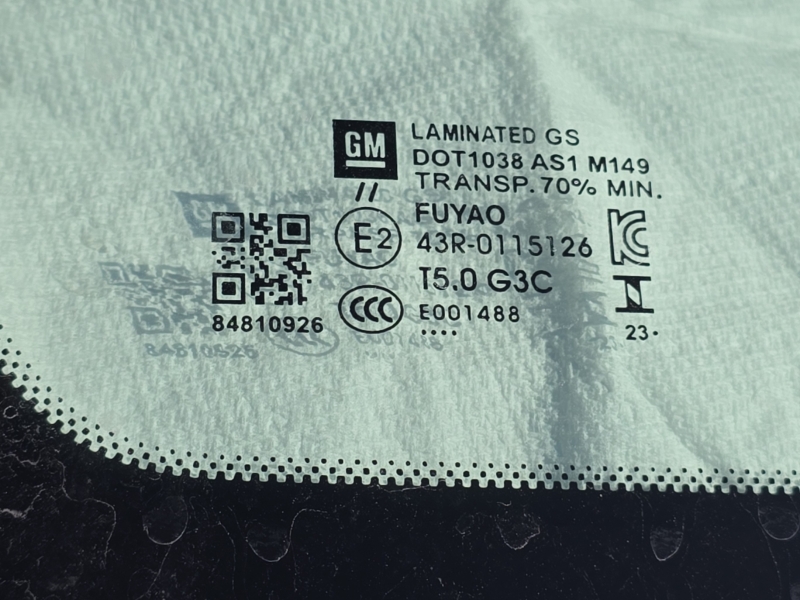 GM
LAMINATED GS
DOT1038 AS1 M149
TRANSP. 70% MIN.
//
FUYAO
E2
43R-0115126
KC
T5.0 G3C
CCC
E001488
84810926
....
23.